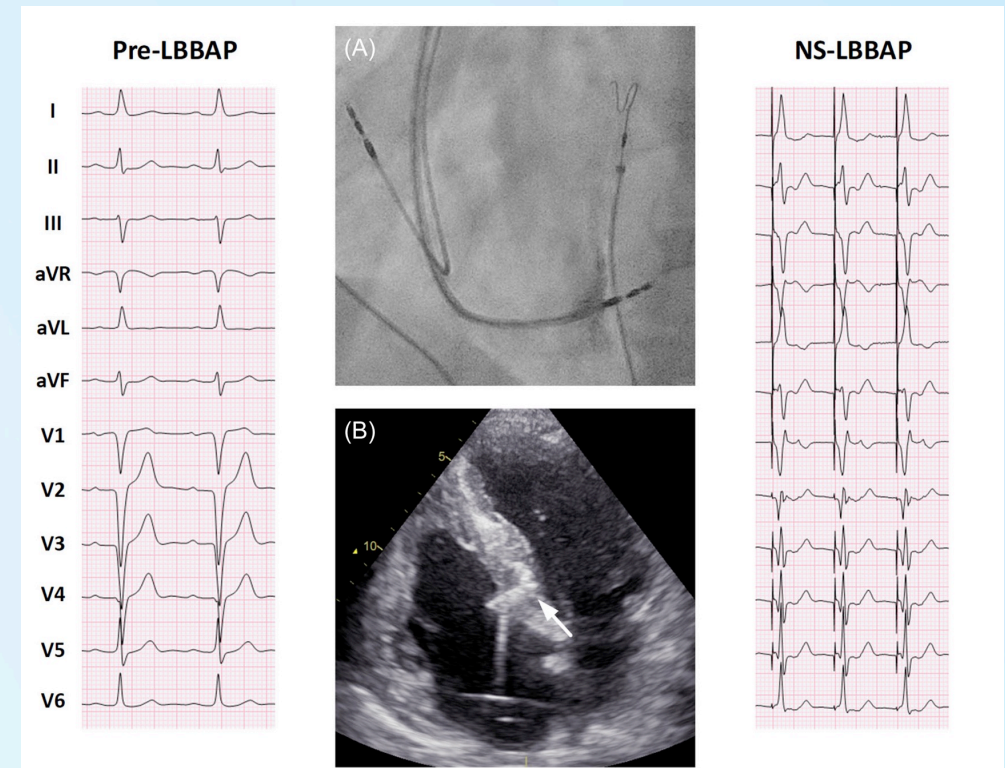 Pre-LBBAP
I
II
III
aVR
aVL
aVF
V1
V2
V3
V4
V5
V6
(A)
(B)
5
10
NS-LBBAP